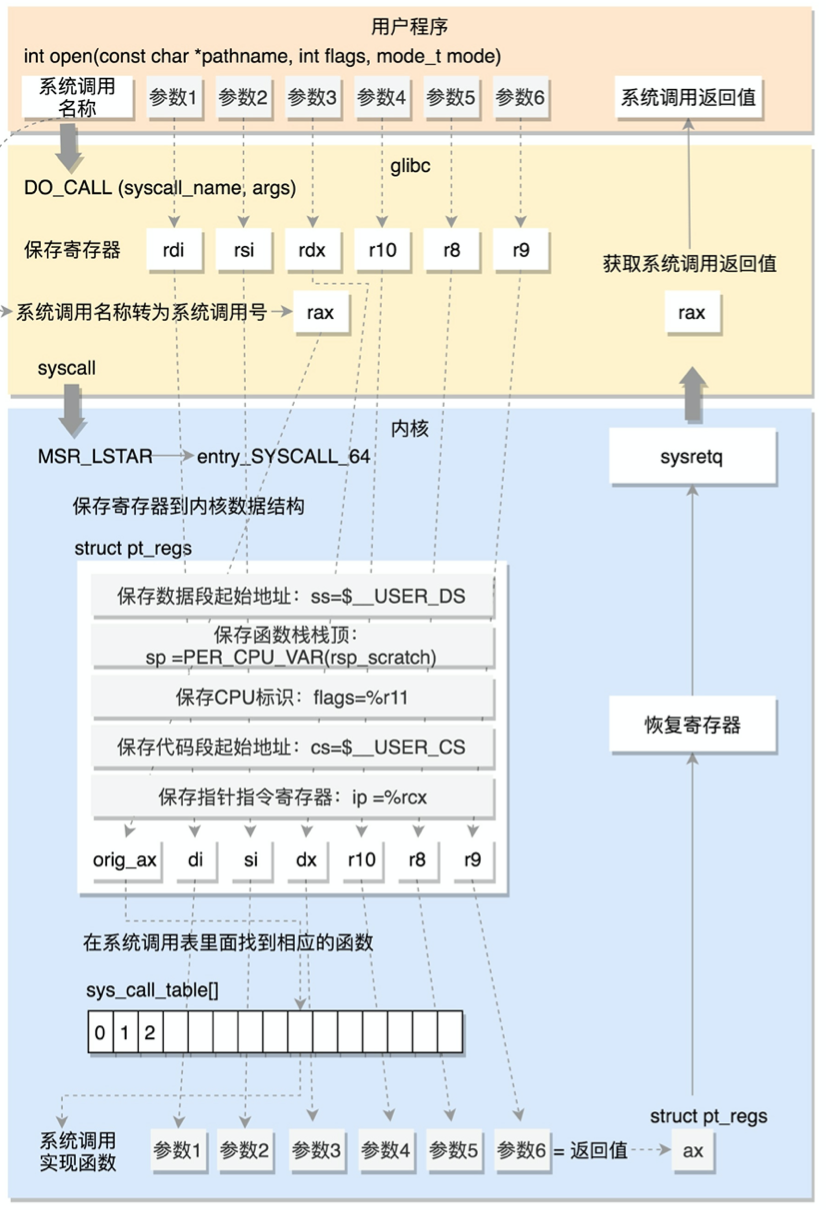 用户程序
int open(const char *pathname, int flags, mode_t mode)
系统调用
名称
参数1 参数2 参数3 参数4 参数5 参数6 系统调用返回值
glibc
DO_CALL (syscall_name, args)
保存寄存器 rdi rsi rdx r10 r8 r9
获取系统调用返回值
系统调用名称转为系统调用号 rax rax
syscall
内核
MSR_LSTAR entry_SYSCALL_64 sysretq
保存寄存器到内核数据结构
struct pt_regs
保存数据段起始地址：ss=$__USER_DS
保存函数栈栈顶：
sp =PER_CPU_VAR(rsp_scratch)
保存CPU标识：flags=%r11
恢复寄存器
保存代码段起始地址：cs=$__USER_CS
保存指针指令寄存器：ip =%rcx
orig_ax di si dx r10 r8 r9
在系统调用表里面找到相应的函数
sys_call_table[]
0 1 2
struct pt_regs
系统调用
实现函数
参数1 参数2 参数3 参数4 参数5 参数6 = 返回值 ax